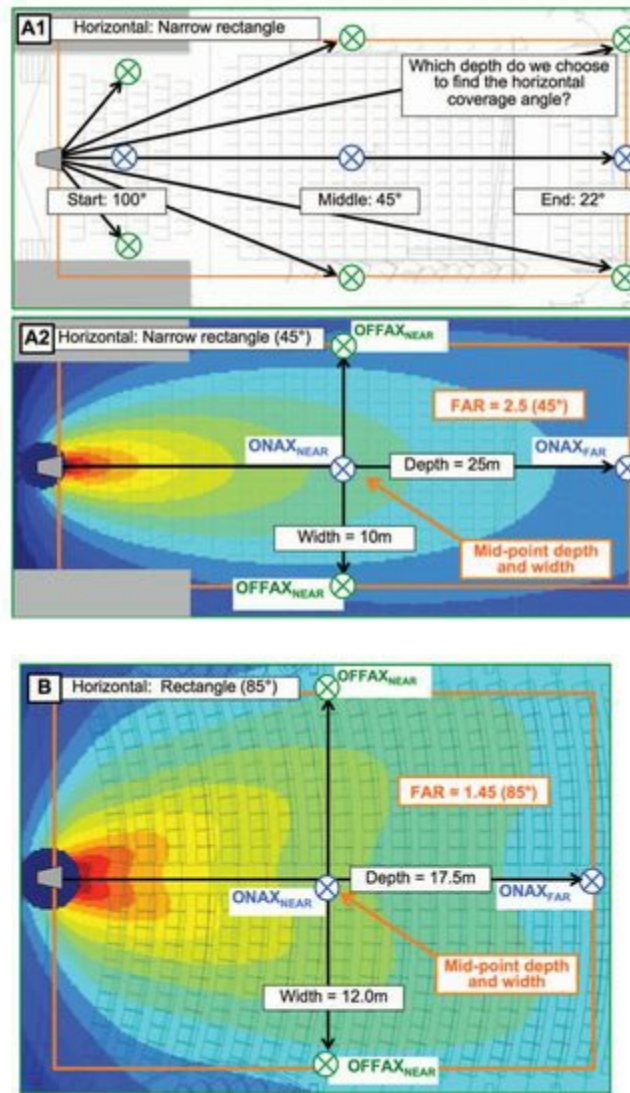 A1 Horizontal: Narrow rectangle
Which depth do we choose
to find the horizontal
coverage angle?
Start: 100°
Middle: 45°
End: 22°
A2 Horizontal: Narrow rectangle (45°)
OFFAXNEAR
FAR = 2.5 (45°)
ONAXNEAR
ONAXFAR
Depth = 25m
Width = 10m
Mid-point depth
and width
OFFAXNEAR
B Horizontal: Rectangle (85°)
OFFAXNEAR
FAR = 1.45 (85°)
Depth = 17.5m
ONAXNEAR
ONAXFAR
Mid-point depth
and width
Width = 12.0m
OFFAXNEAR